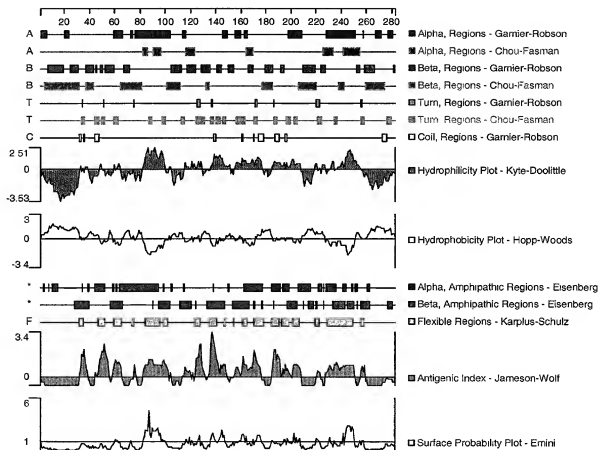 0 20 40 60 80 100 120 140 160 180 200 220 240 260 283
A Alpha, Regions - Garnier-Robson
A Alpha, Regions - Chou-Fasman
B Beta, Regions - Garnier-Robson
B Beta, Regions - Chou-Fasman
T Turn, Regions - Garnier-Robson
T Turn, Regions - Chou-Fasman
C Coil, Regions - Garnier-Robson
2 51
0 Hydrophilicity Plot - Kyte-Doolittle
-3.53
3
0 Hydrophobicity Plot - Hopp-Woods
-3 4
* Alpha, Amphipathic Regions - Eisenberg
* Beta, Amphipathic Regions - Eisenberg
F Flexible Regions - Karplus-Schulz
3.4
0 Antigenic Index - Jameson-Wolf
6
1 Surface Probability Plot - Emini